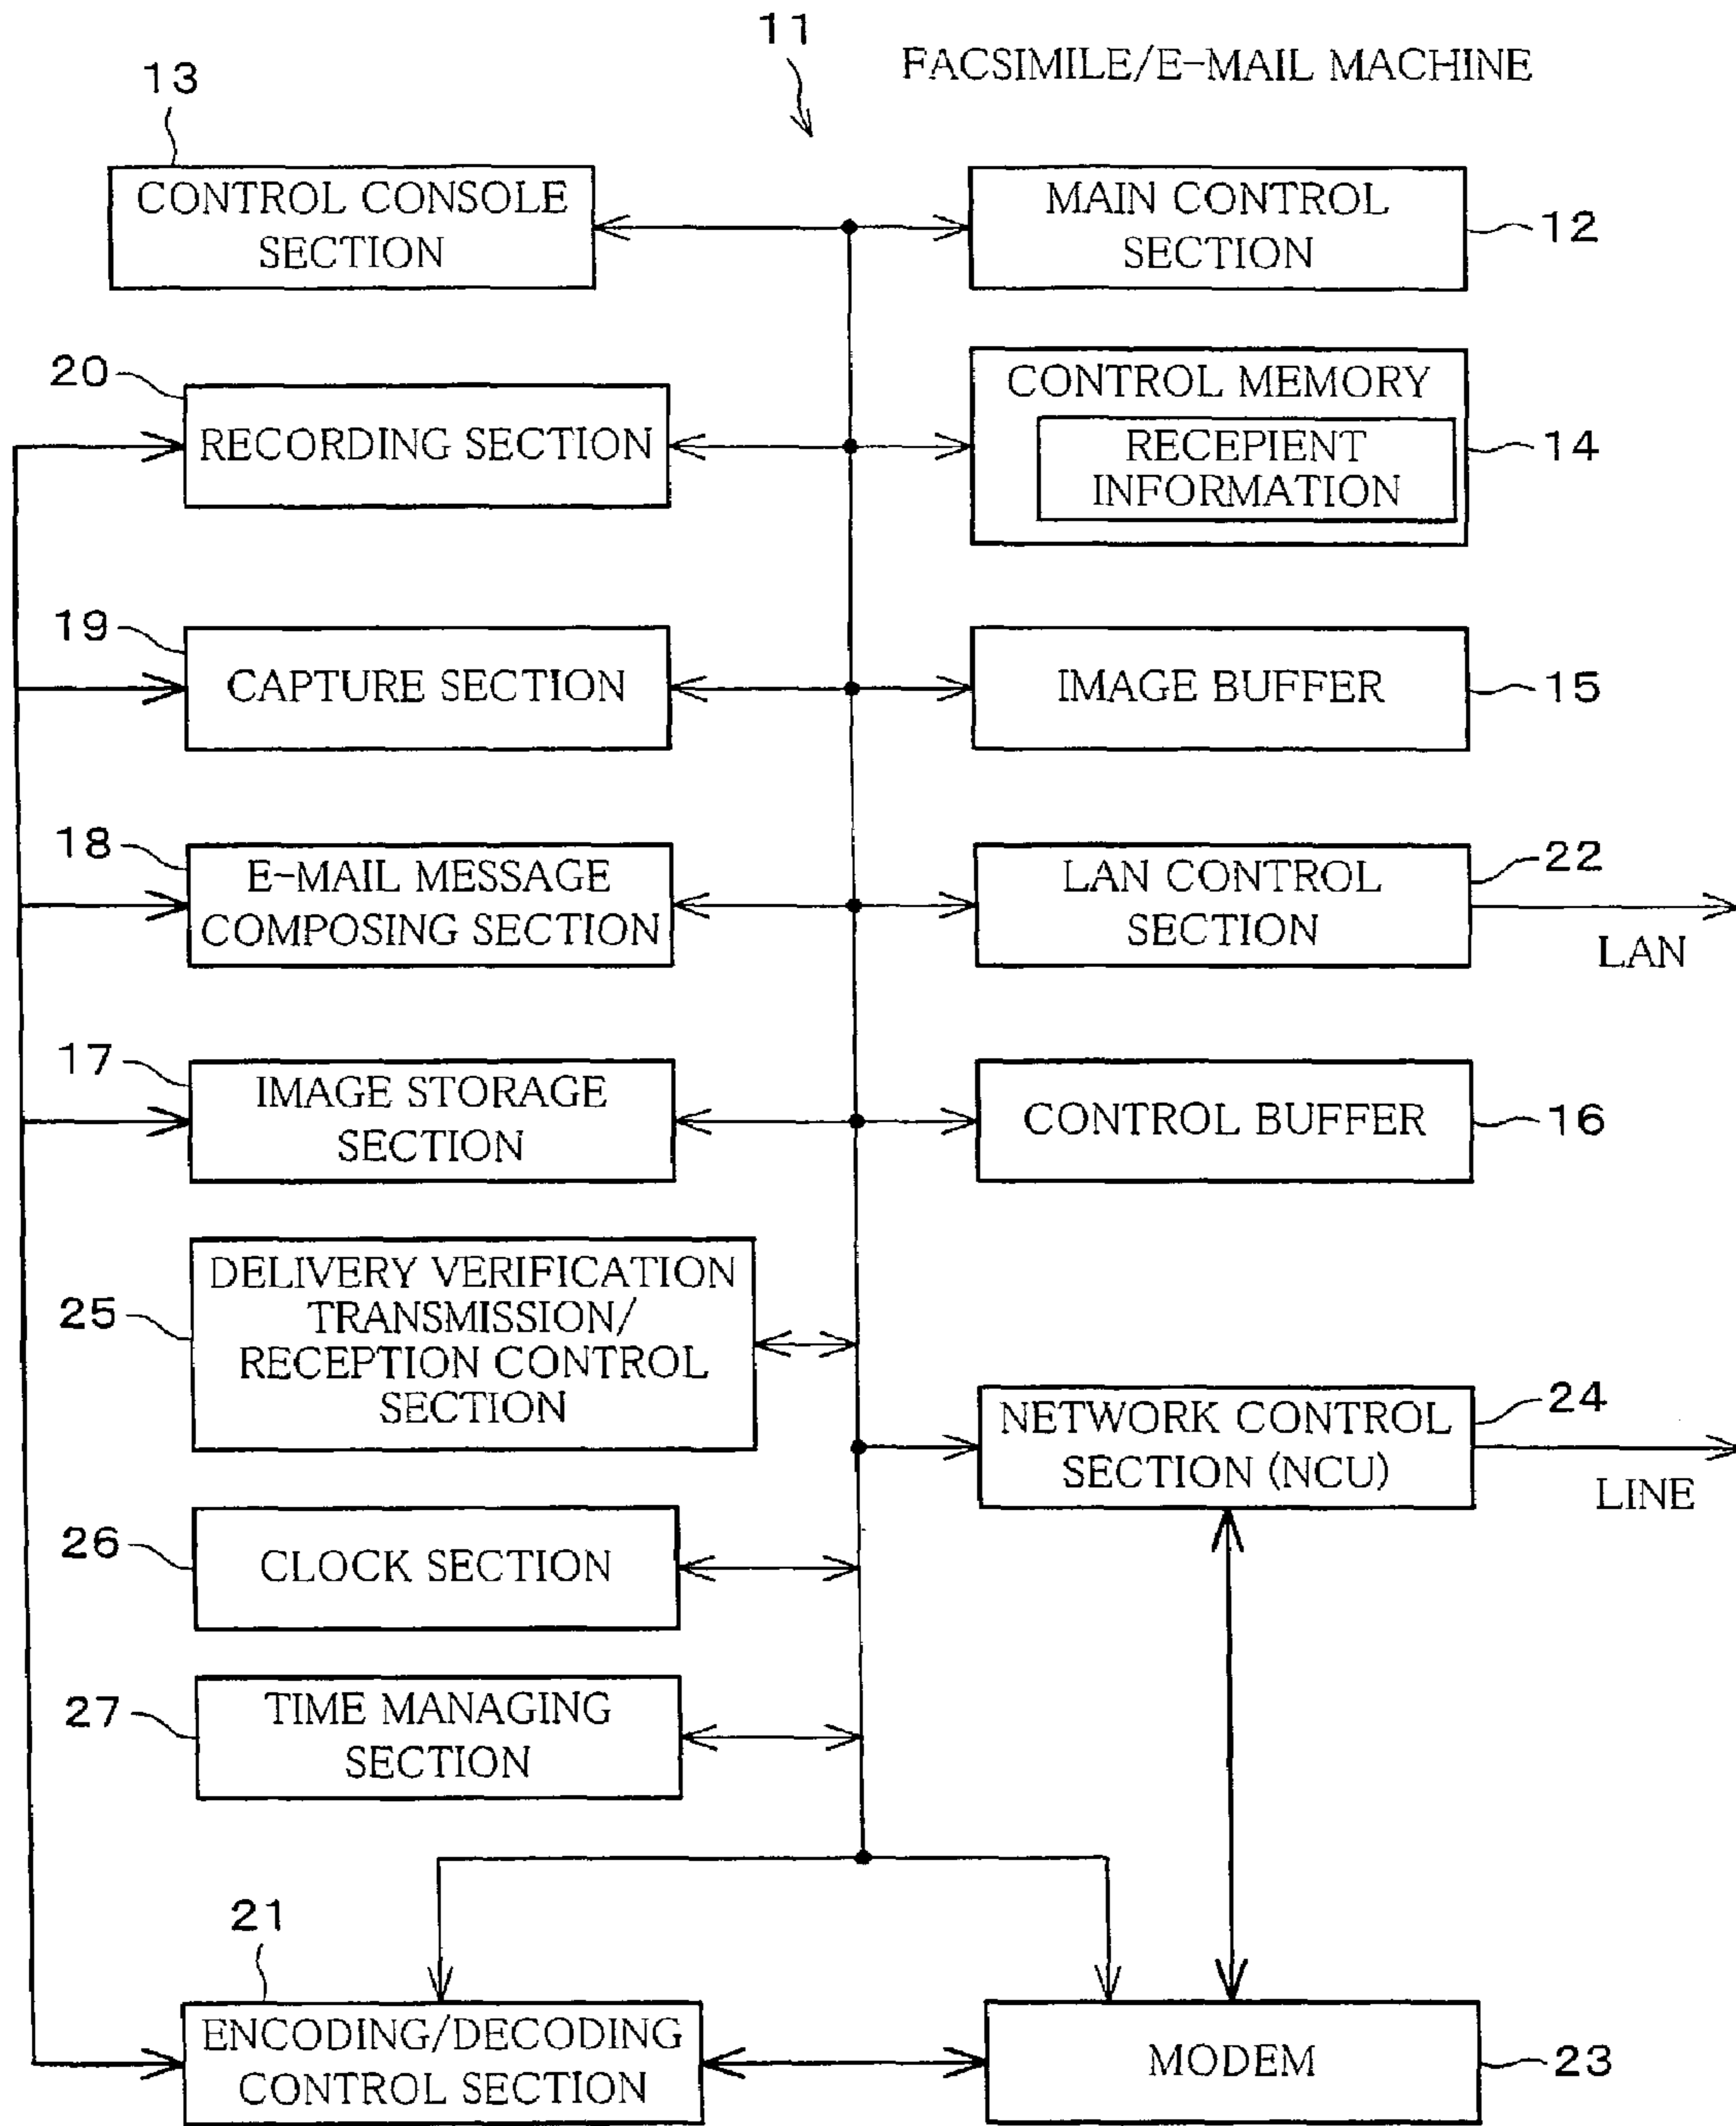 11
FACSIMILE/E-MAIL MACHINE
13
CONTROL CONSOLE
SECTION
MAIN CONTROL
SECTION
12
20
RECORDING SECTION
CONTROL MEMORY
RECEPIENT
INFORMATION
14
19
CAPTURE SECTION
IMAGE BUFFER
15
18
E-MAIL MESSAGE
COMPOSING SECTION
LAN CONTROL
SECTION
22
LAN
17
IMAGE STORAGE
SECTION
CONTROL BUFFER
16
25
DELIVERY VERIFICATION
TRANSMISSION/
RECEPTION CONTROL
SECTION
NETWORK CONTROL
SECTION (NCU)
24
LINE
26
CLOCK SECTION
27
TIME MANAGING
SECTION
21
ENCODING/DECODING
CONTROL SECTION
MODEM
23